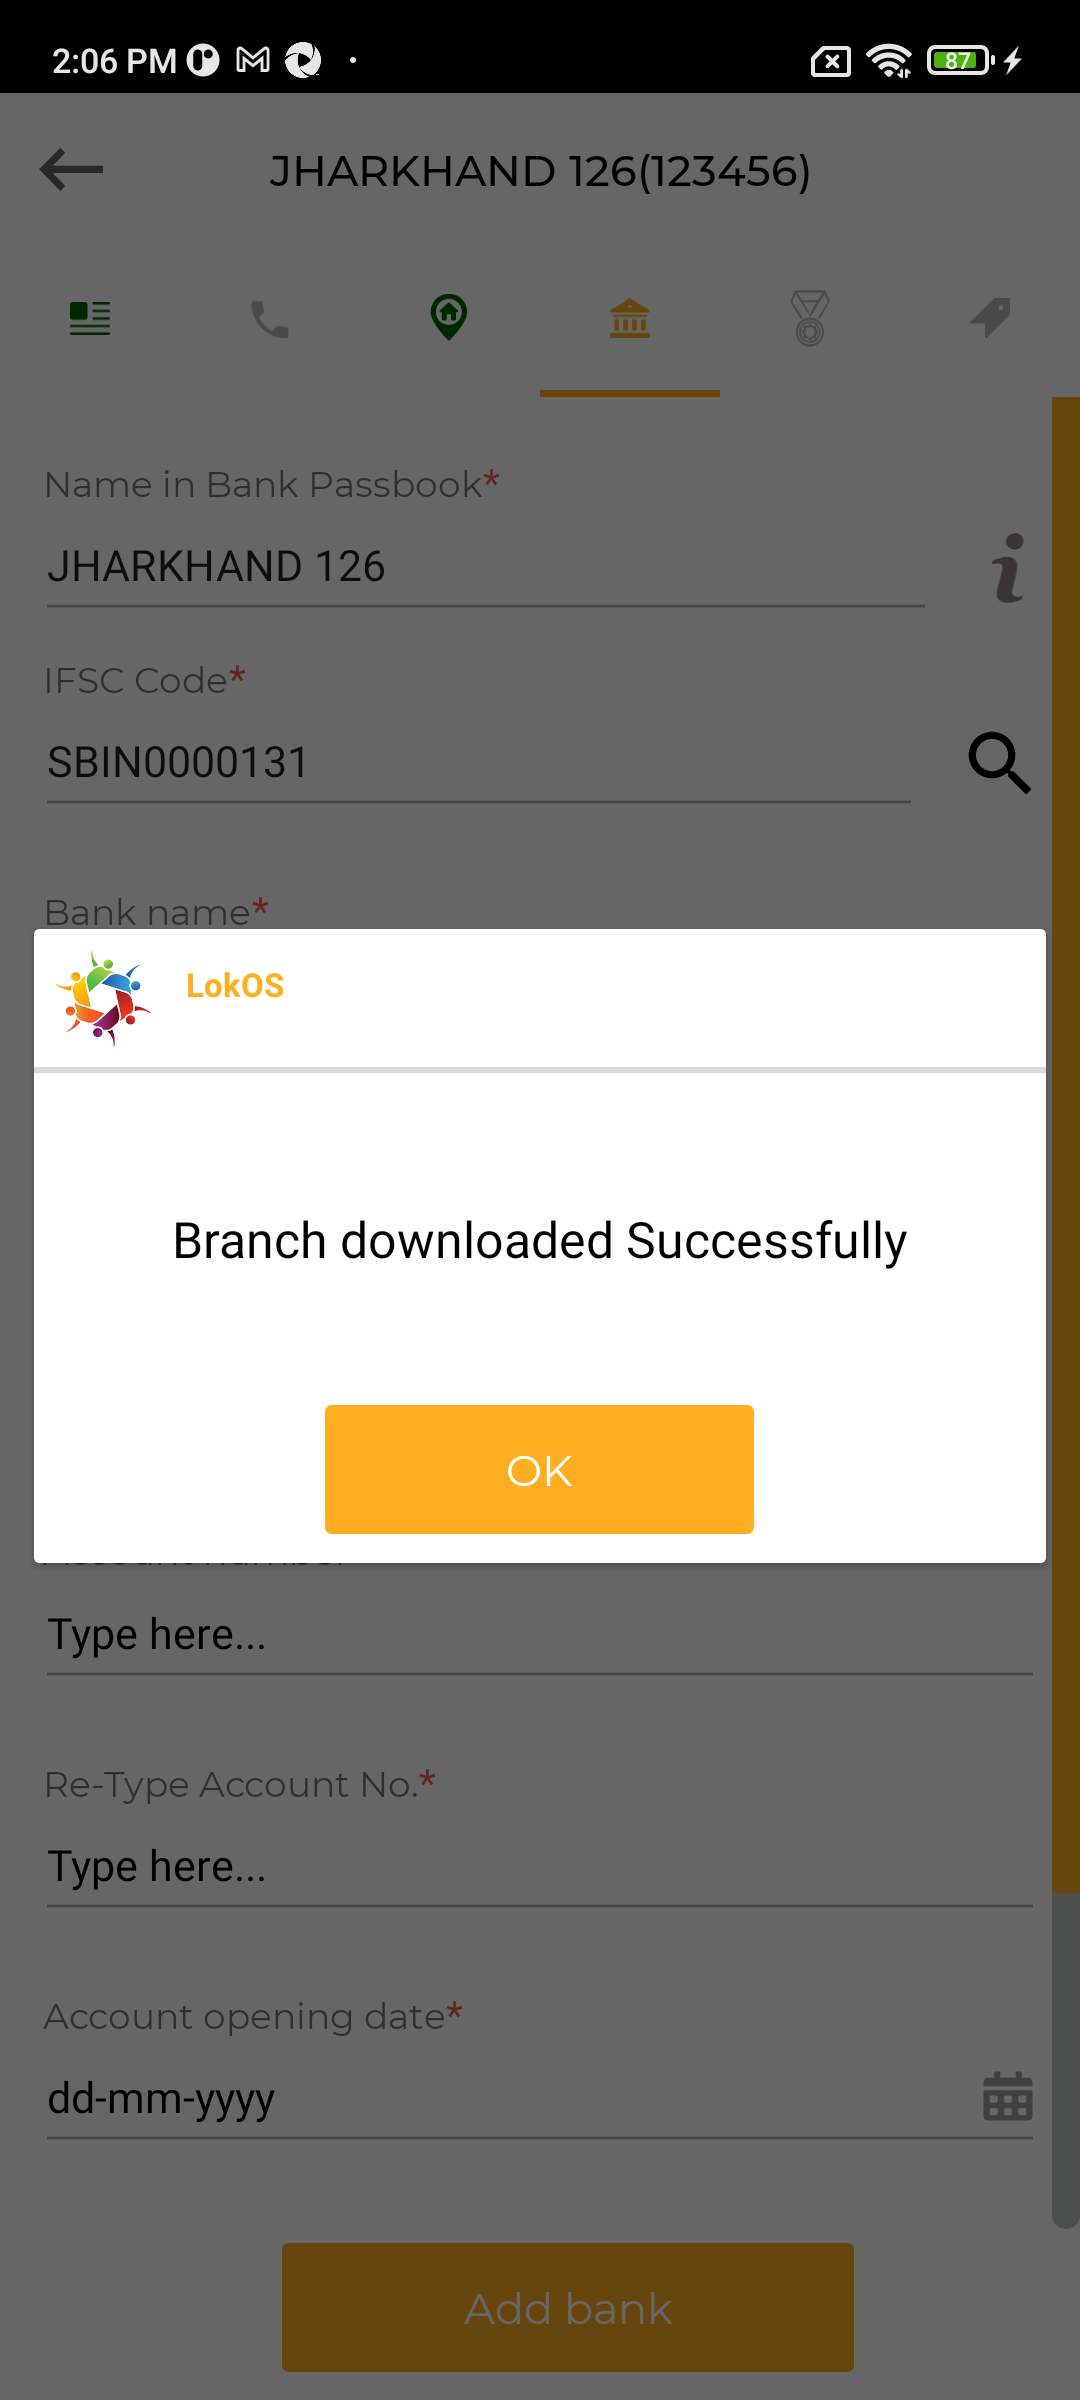 2:06 PM
87
JHARKHAND 126(123456)
Name in Bank Passbook*
JHARKHAND 126
IFSC Code*
SBIN0000131
Bank name*
LokOS
Branch downloaded Successfully
OK
Type here...
Re-Type Account No.*
Type here...
Account opening date*
dd-mm-yyyy
Add bank